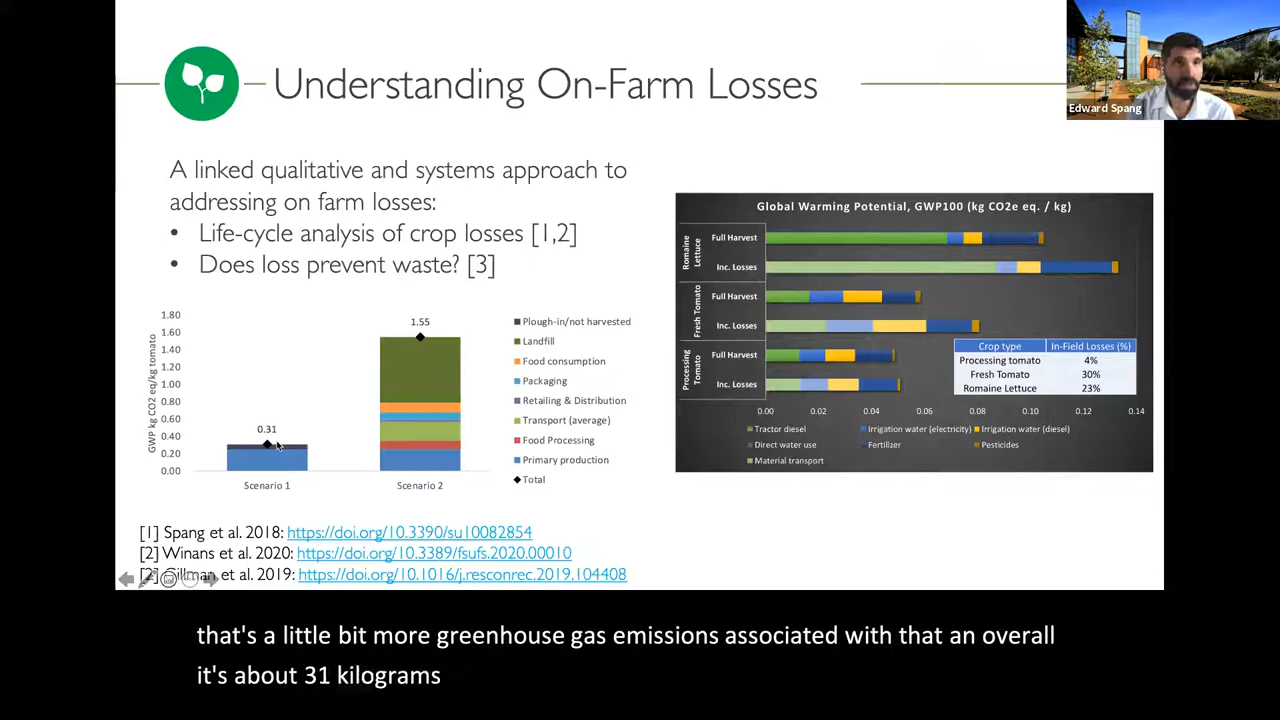 Understanding On-Farm Losses
Edward Spang
A linked qualitative and systems approach to
addressing on farm losses:
• Life-cycle analysis of crop losses [1,2]
• Does loss prevent waste? [3]
GWP kg CO2 eq/kg tomato
1.80
1.60
1.40
1.20
1.00
0.80
0.60
0.40
0.20
0.00
0.31
1.55
Scenario 1
Scenario 2
Plough-in/not harvested
Landfill
Food consumption
Packaging
Retailing & Distribution
Transport (average)
Food Processing
Primary production
Total
Global Warming Potential, GWP100 (kg CO2e eq. / kg)
Romaine
Lettuce
Full Harvest
Inc. Losses
Fresh Tomato
Full Harvest
Inc. Losses
Processing
Tomato
Full Harvest
Inc. Losses
Crop type In-Field Losses (%)
Processing tomato 4%
Fresh Tomato 30%
Romaine Lettuce 23%
0.00 0.02 0.04 0.06 0.08 0.10 0.12 0.14
Tractor diesel Irrigation water (electricity) Irrigation water (diesel)
Direct water use Fertilizer Pesticides
Material transport
[1] Spang et al. 2018: https://doi.org/10.3390/su10082854
[2] Winans et al. 2020: https://doi.org/10.3389/fsufs.2020.00010
et al. 2019: https://doi.org/10.1016/j.resconrec.2019.104408
that's a little bit more greenhouse gas emissions associated with that an overall
it's about 31 kilograms